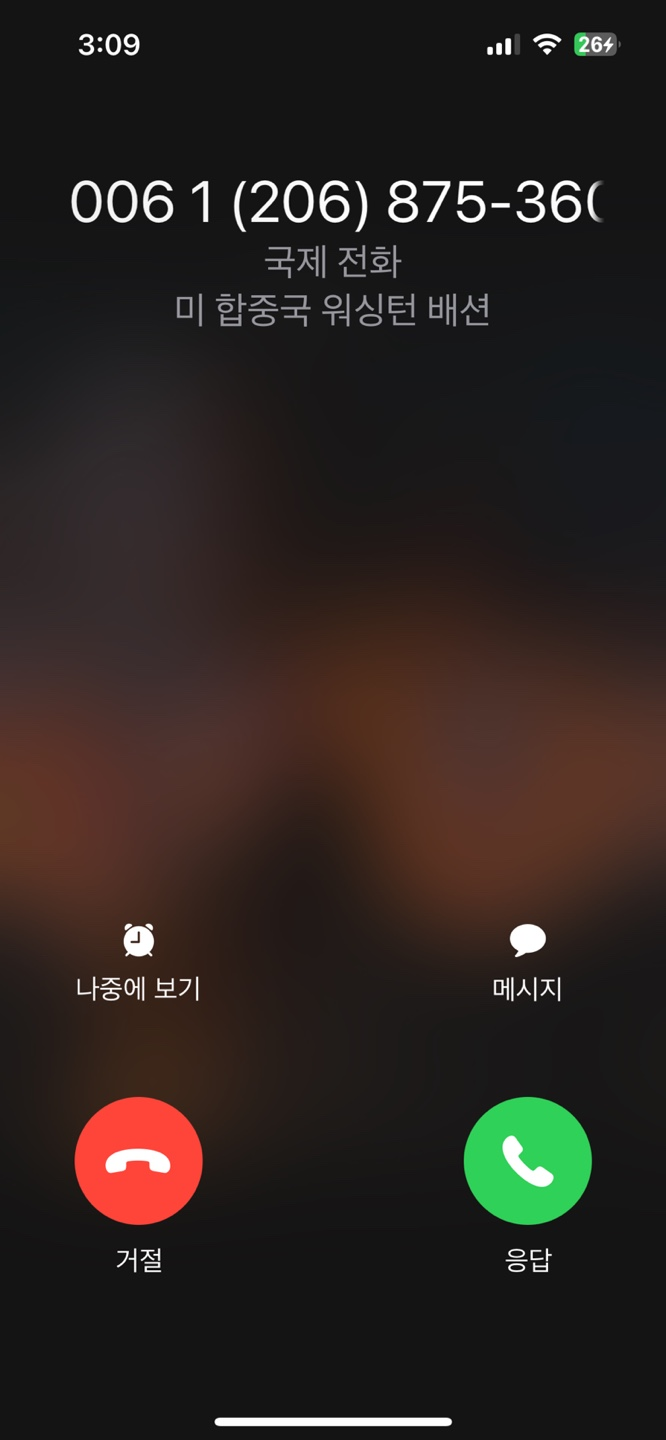 3:09
26
006 1 (206) 875-360
국제 전화
미 합중국 워싱턴 배션
나중에 보기
메시지
거절
응답